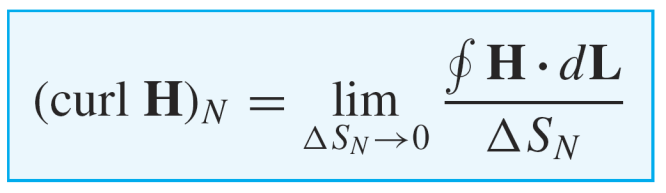 (curl H)_N = lim_{ΔS_N→0} ∮ H · dL / ΔS_N